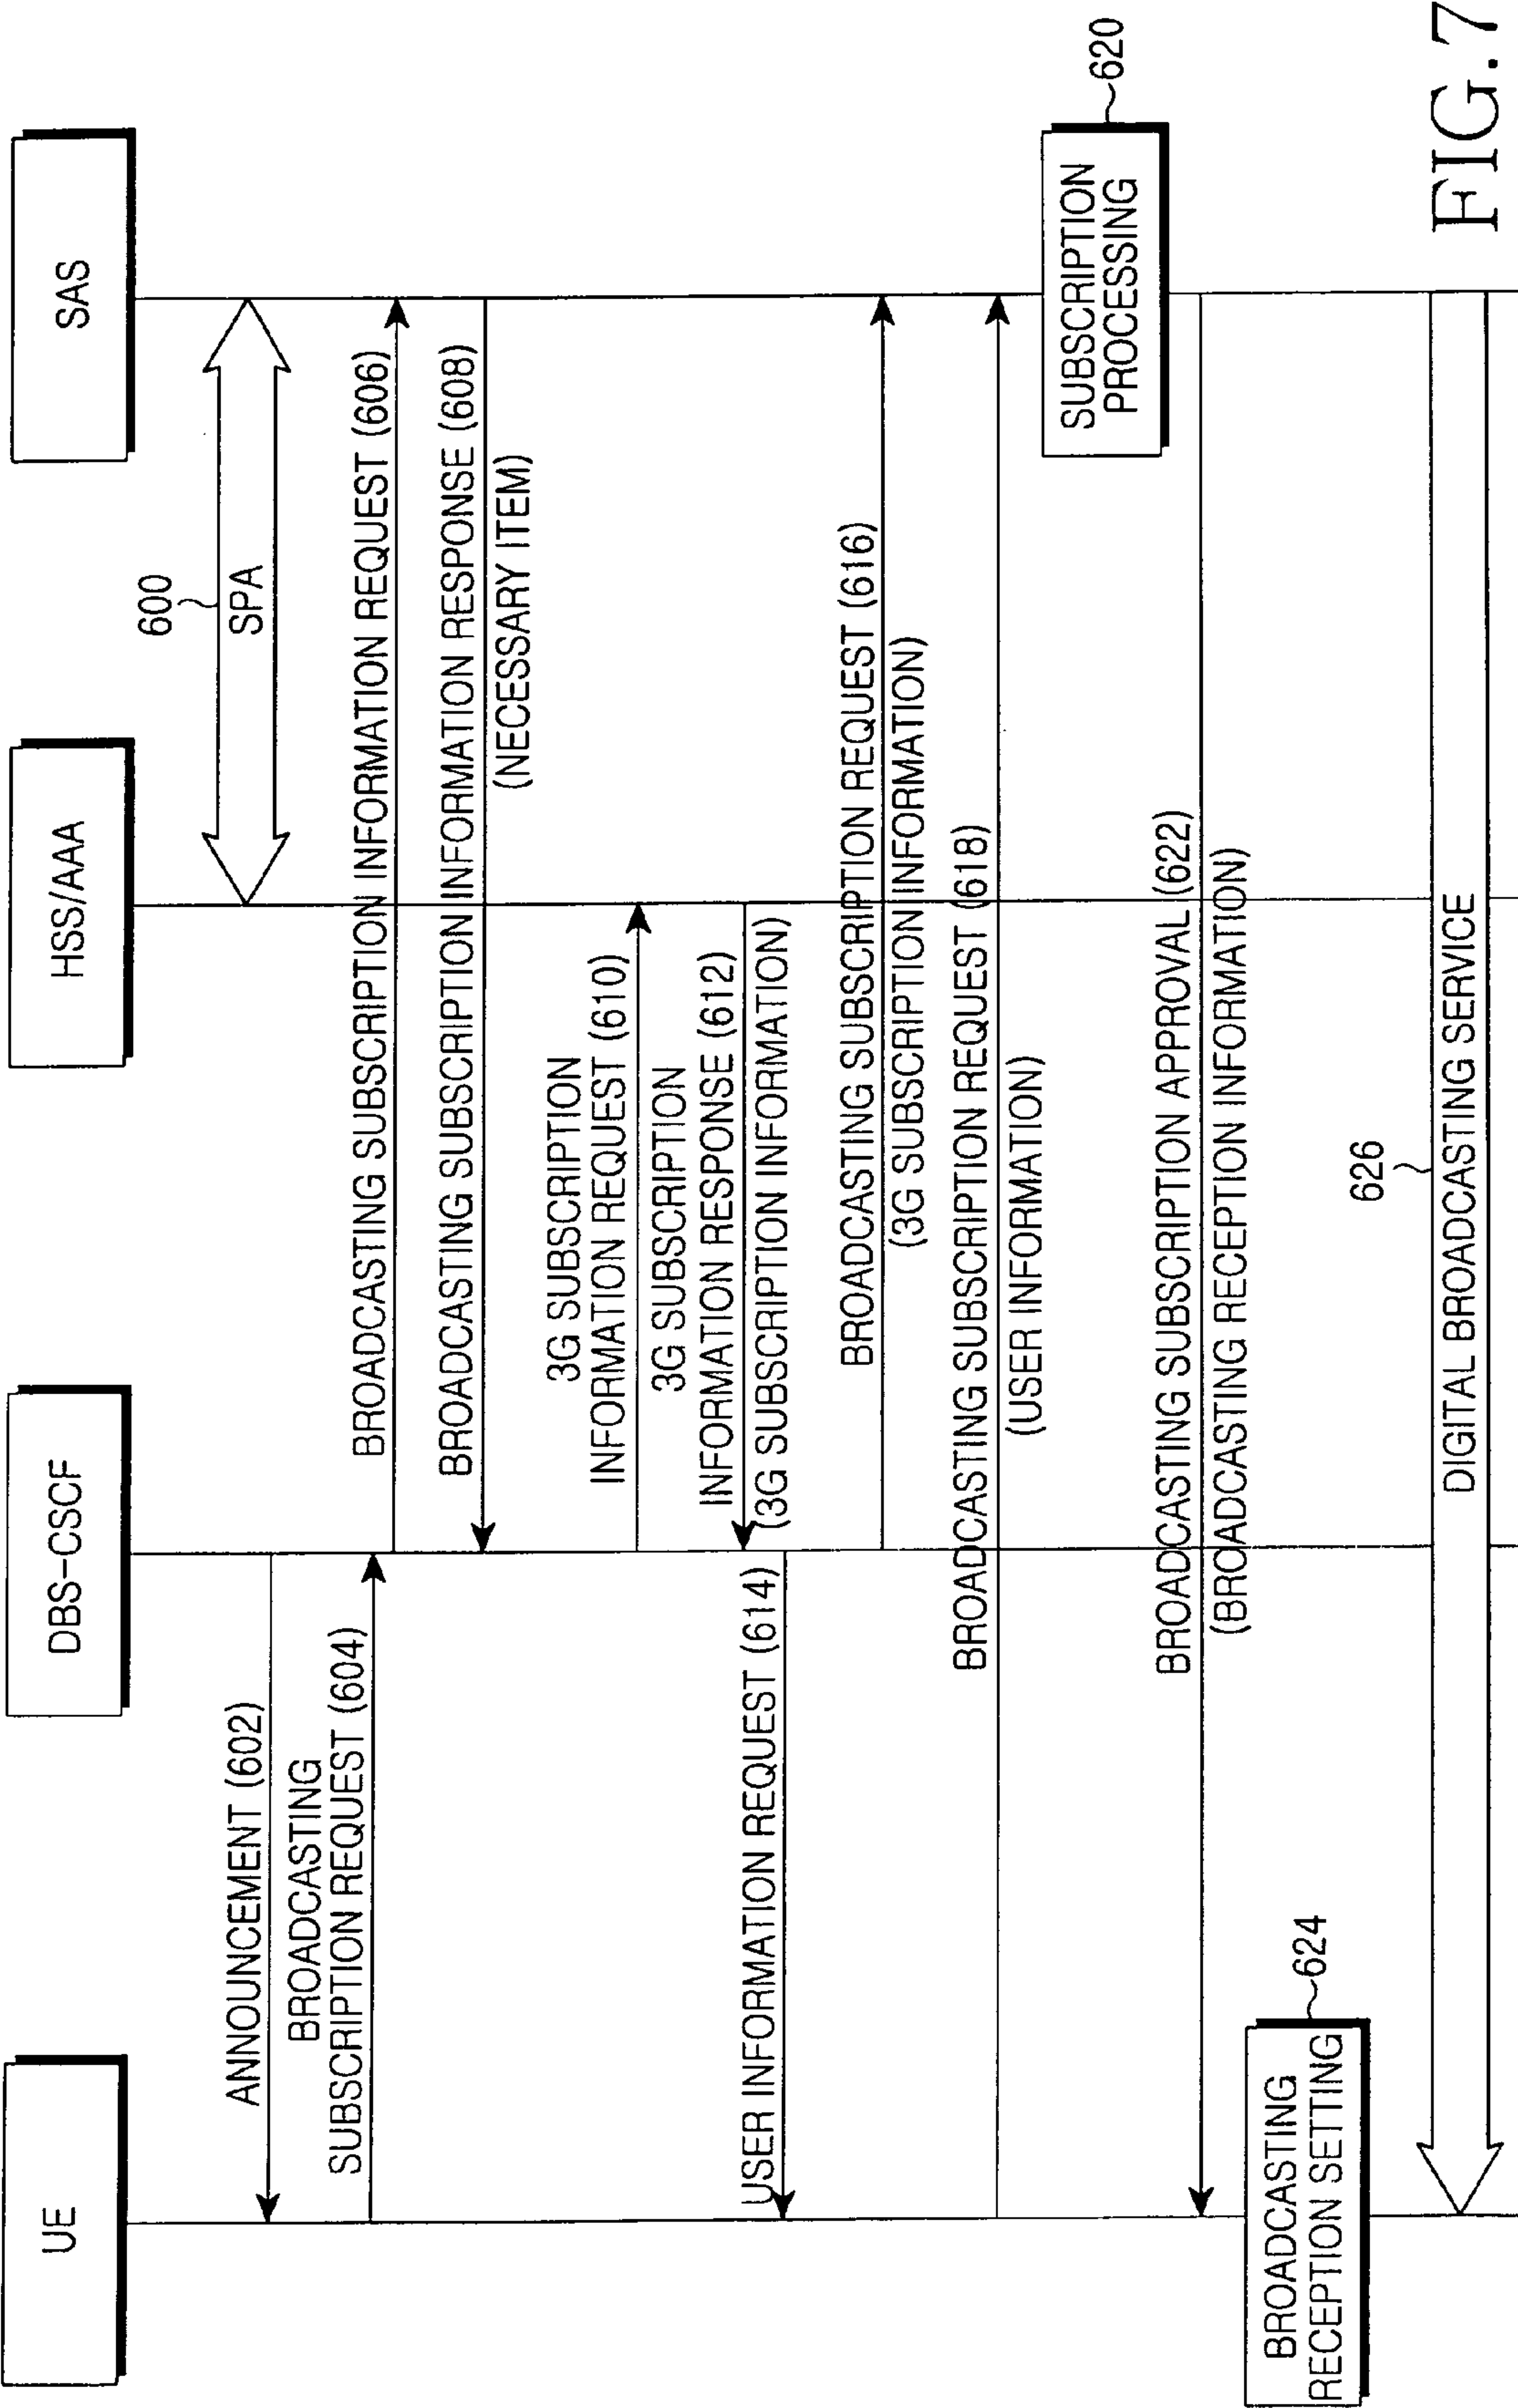 UE
DBS-CSCF
HSS/AAA
SAS
600
SPA
ANNOUNCEMENT (602)
BROADCASTING
SUBSCRIPTION REQUEST (604)
BROADCASTING SUBSCRIPTION INFORMATION REQUEST (606)
BROADCASTING SUBSCRIPTION INFORMATION RESPONSE (608)
(NECESSARY ITEM)
3G SUBSCRIPTION
INFORMATION REQUEST (610)
3G SUBSCRIPTION
INFORMATION RESPONSE (612)
(3G SUBSCRIPTION INFORMATION)
USER INFORMATION REQUEST (614)
BROADCASTING SUBSCRIPTION REQUEST (616)
(3G SUBSCRIPTION INFORMATION)
BROADCASTING SUBSCRIPTION REQUEST (618)
(USER INFORMATION)
SUBSCRIPTION
PROCESSING
620
BROADCASTING SUBSCRIPTION APPROVAL (622)
(BROADCASTING RECEPTION INFORMATION)
BROADCASTING
RECEPTION SETTING
624
626
DIGITAL BROADCASTING SERVICE
FIG.7